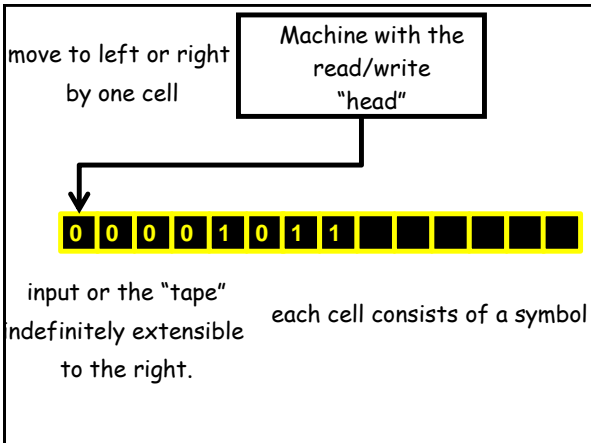 move to left or right
by one cell
Machine with the
read/write
“head”
0 0 0 0 1 0 1 1
input or the “tape”
indefinitely extensible
to the right.
each cell consists of a symbol